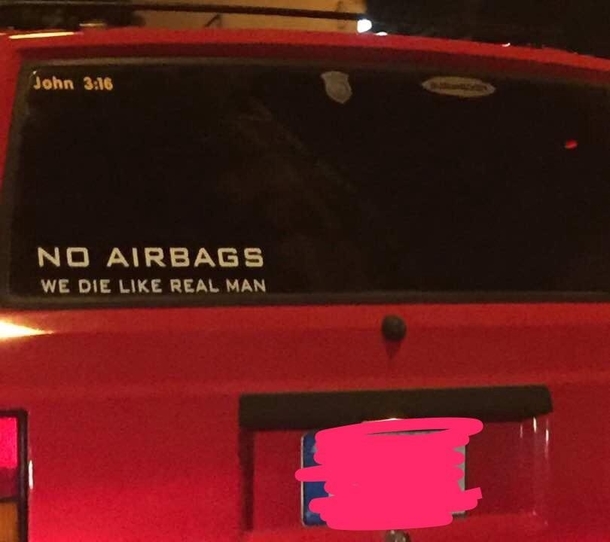 John 3:16
NO AIRBAGS
WE DIE LIKE REAL MAN